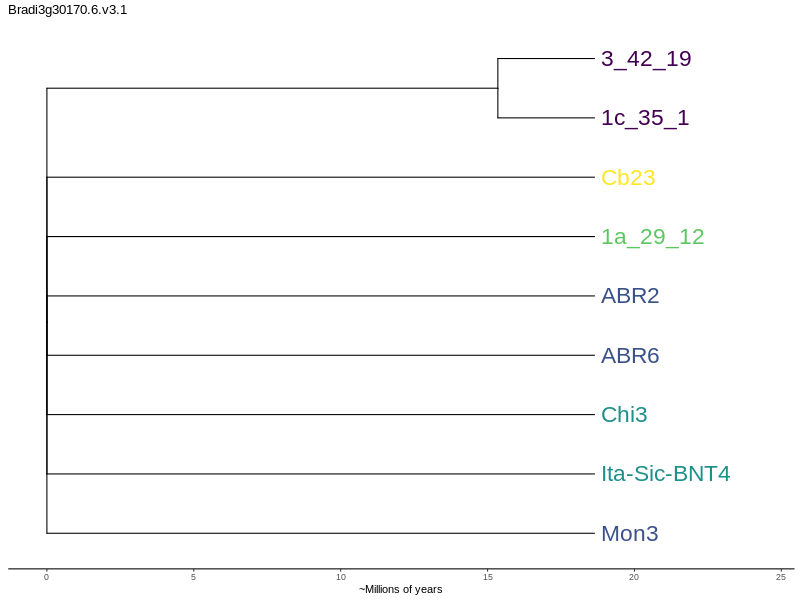 Bradi3g30170.6.v3.1
3_42_19
1c_35_1
Cb23
1a_29_12
ABR2
ABR6
Chi3
Ita-Sic-BNT4
Mon3
0 5 10 15 20 25
~Millions of years